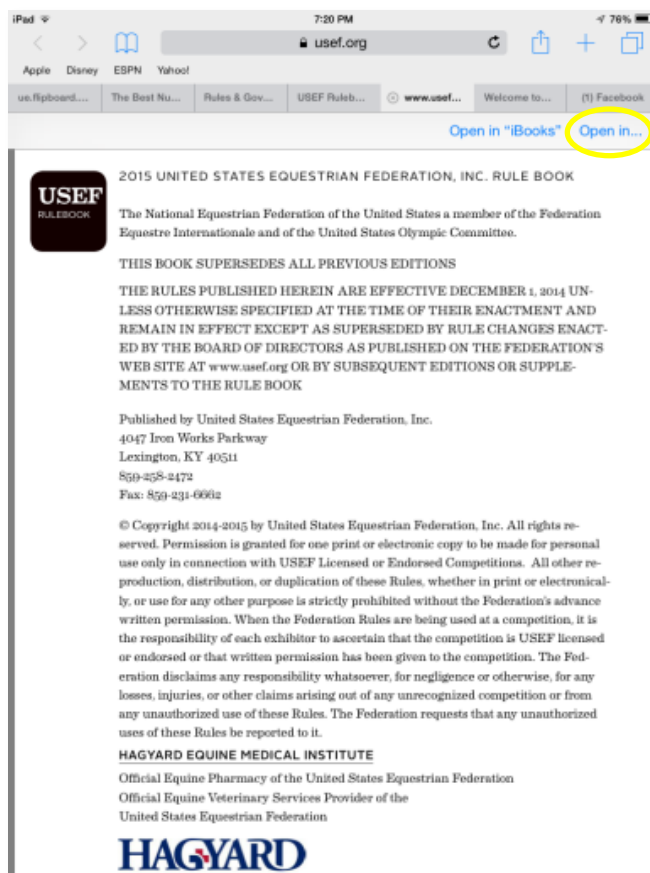 iPad
7:20 PM
76%
usef.org
Apple Disney ESPN Yahoo!
ue.flipboard.... The Best Nu... Rules & Gov... USEF Ruleb... www.usef... Welcome to... (1) Facebook
Open in "iBooks" Open in...
USEF
RULEBOOK
2015 UNITED STATES EQUESTRIAN FEDERATION, INC. RULE BOOK
The National Equestrian Federation of the United States a member of the Federation
Equestre Internationale and of the United States Olympic Committee.
THIS BOOK SUPERSEDES ALL PREVIOUS EDITIONS
THE RULES PUBLISHED HEREIN ARE EFFECTIVE DECEMBER 1, 2014 UN-
LESS OTHERWISE SPECIFIED AT THE TIME OF THEIR ENACTMENT AND
REMAIN IN EFFECT EXCEPT AS SUPERSEDED BY RULE CHANGES ENACT-
ED BY THE BOARD OF DIRECTORS AS PUBLISHED ON THE FEDERATION'S
WEB SITE AT www.usef.org OR BY SUBSEQUENT EDITIONS OR SUPPLE-
MENTS TO THE RULE BOOK
Published by United States Equestrian Federation, Inc.
4047 Iron Works Parkway
Lexington, KY 40511
859-258-2472
Fax: 859-231-6662
© Copyright 2014-2015 by United States Equestrian Federation, Inc. All rights re-
served. Permission is granted for one print or electronic copy to be made for personal
use only in connection with USEF Licensed or Endorsed Competitions. All other re-
production, distribution, or duplication of these Rules, whether in print or electronical-
ly, or use for any other purpose is strictly prohibited without the Federation's advance
written permission. When the Federation Rules are being used at a competition, it is
the responsibility of each exhibitor to ascertain that the competition is USEF licensed
or endorsed or that written permission has been given to the competition. The Fed-
eration disclaims any responsibility whatsoever, for negligence or otherwise, for any
losses, injuries, or other claims arising out of any unrecognized competition or from
any unauthorized use of these Rules. The Federation requests that any unauthorized
uses of these Rules be reported to it.
HAGYARD EQUINE MEDICAL INSTITUTE
Official Equine Pharmacy of the United States Equestrian Federation
Official Equine Veterinary Services Provider of the
United States Equestrian Federation
HAGYARD